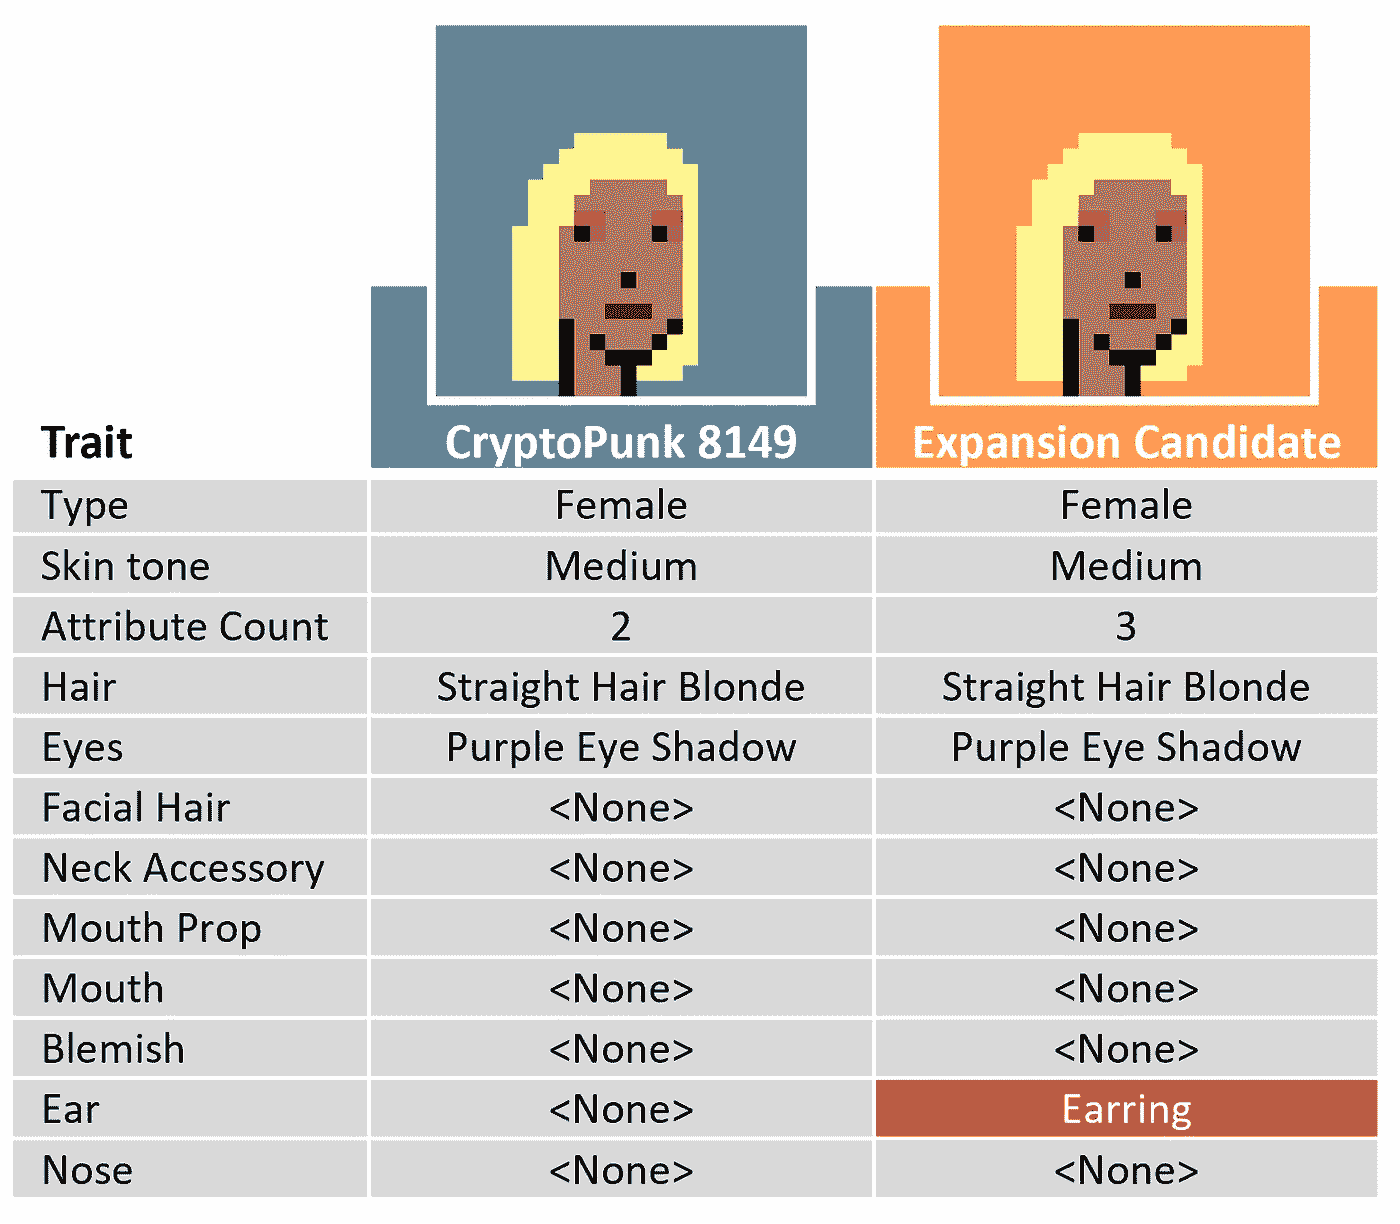 Trait CryptoPunk 8149 Expansion Candidate
Type Female Female
Skin tone Medium Medium
Attribute Count 2 3
Hair Straight Hair Blonde Straight Hair Blonde
Eyes Purple Eye Shadow Purple Eye Shadow
Facial Hair <None> <None>
Neck Accessory <None> <None>
Mouth Prop <None> <None>
Mouth <None> <None>
Blemish <None> <None>
Ear <None> Earring
Nose <None> <None>